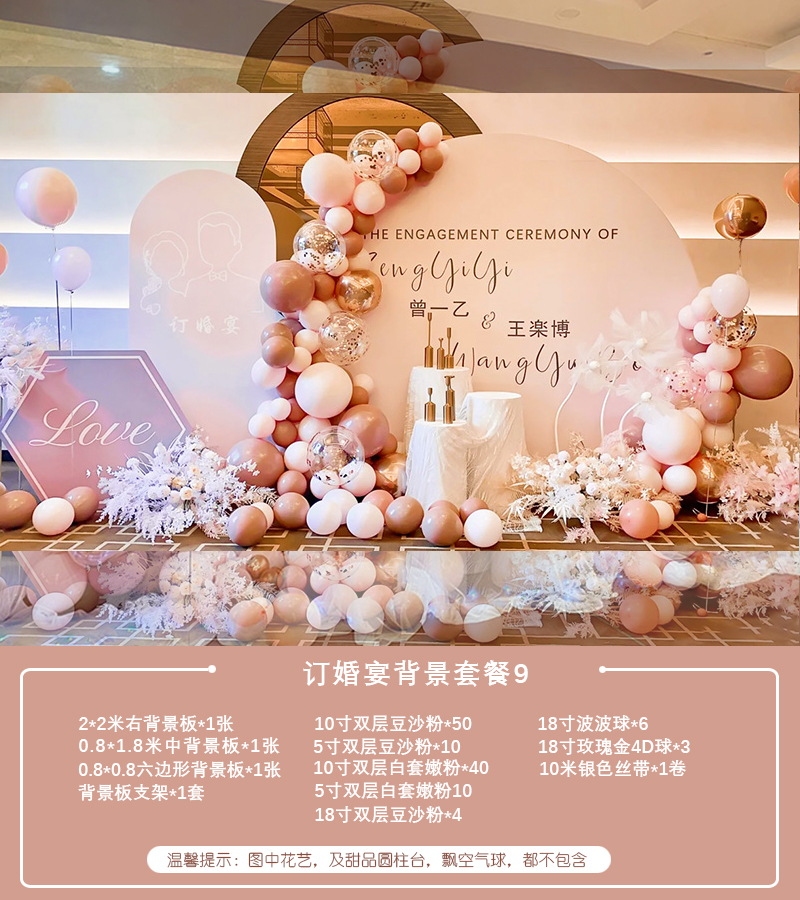 THE ENGAGEMENT CEREMONY OF
ZengYiYi
曾一乙
&
王楽博
WangYu
订婚宴
Love
订婚宴背景套餐9
2*2米右背景板*1张
0.8*1.8米中背景板*1张
0.8*0.8六边形背景板*1张
背景板支架*1套
10寸双层豆沙粉*50
5寸双层豆沙粉*10
10寸双层白套嫩粉*40
5寸双层白套嫩粉10
18寸双层豆沙粉*4
18寸波波球*6
18寸玫瑰金4D球*3
10米银色丝带*1卷
温馨提示：图中花艺，及甜品圆柱台，飘空气球，都不包含